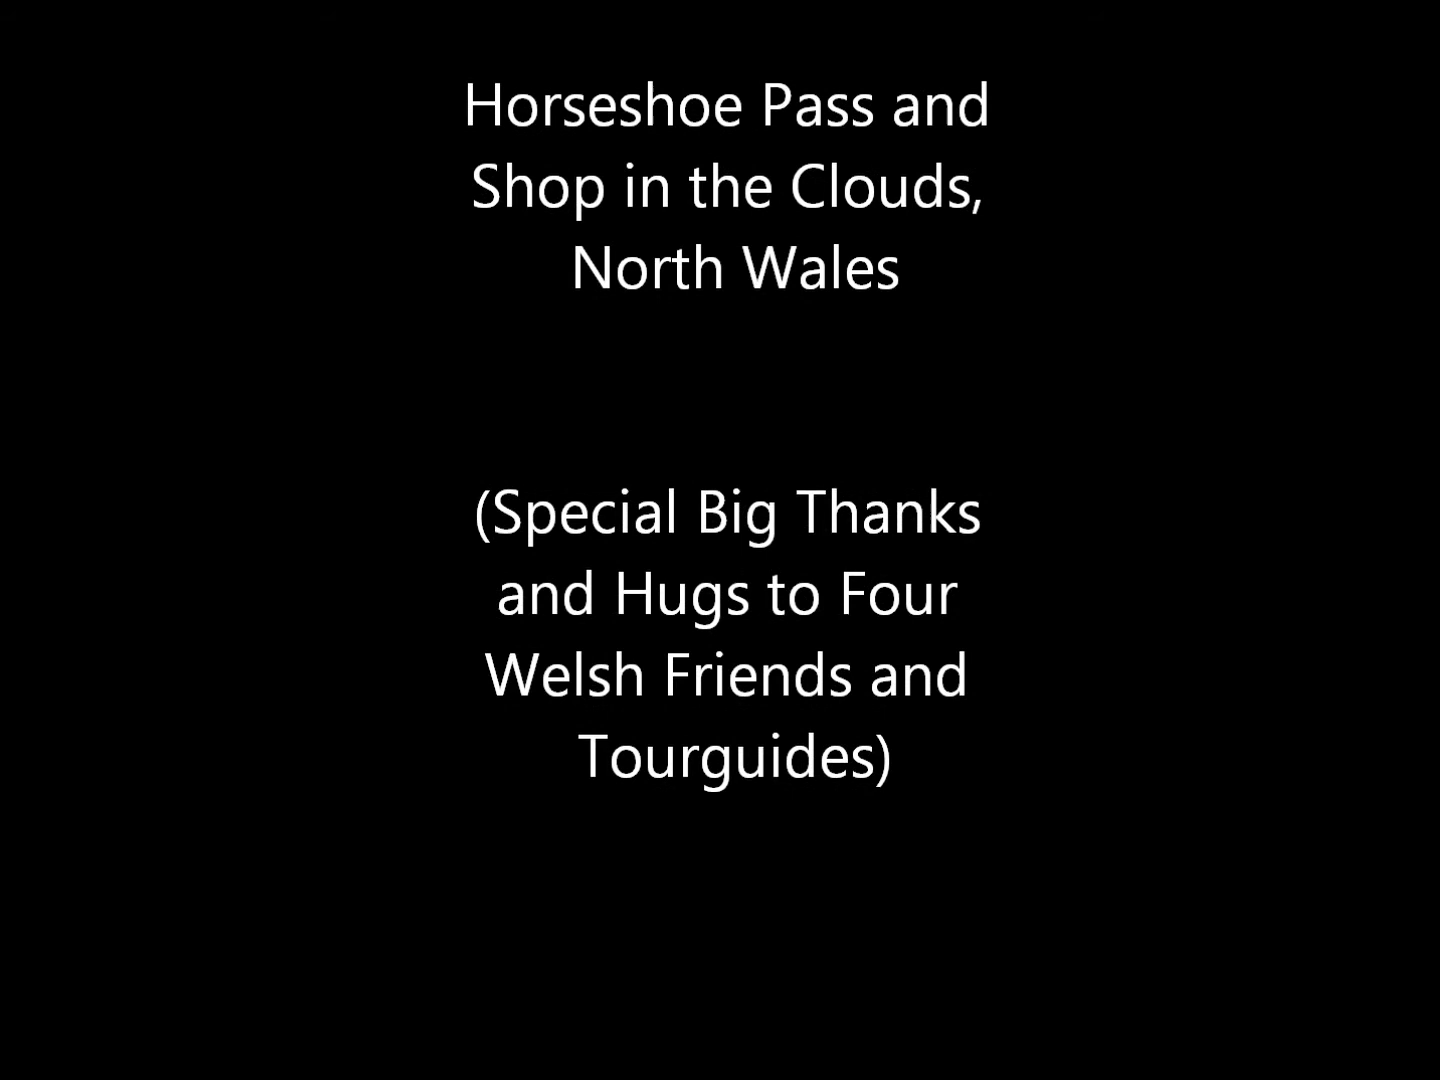 Horseshoe Pass and
Shop in the Clouds,
North Wales
(Special Big Thanks
and Hugs to Four
Welsh Friends and
Tourguides)